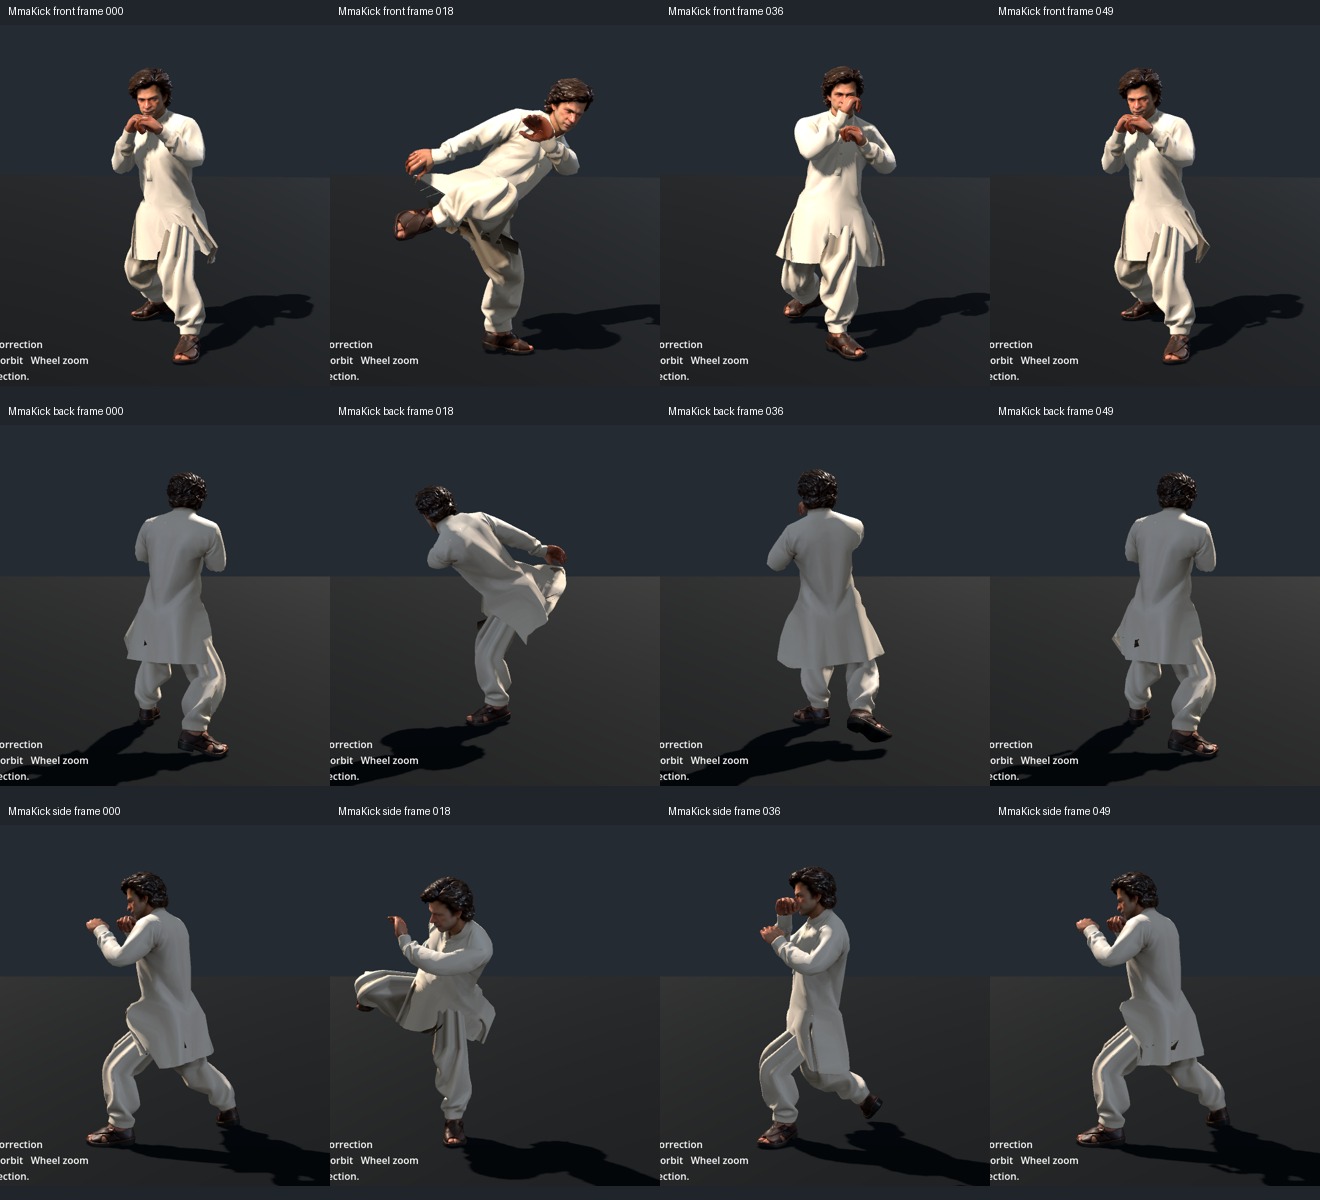 MmaKick front frame 000
MmaKick front frame 018
MmaKick front frame 036
MmaKick front frame 049
orrection
orbit Wheel zoom
ection.
orrection
orbit Wheel zoom
ection.
orrection
orbit Wheel zoom
ection.
orrection
orbit Wheel zoom
ection.
MmaKick back frame 000
MmaKick back frame 018
MmaKick back frame 036
MmaKick back frame 049
orrection
orbit Wheel zoom
ection.
orrection
orbit Wheel zoom
ection.
orrection
orbit Wheel zoom
ection.
orrection
orbit Wheel zoom
ection.
MmaKick side frame 000
MmaKick side frame 018
MmaKick side frame 036
MmaKick side frame 049
orrection
orbit Wheel zoom
ection.
orrection
orbit Wheel zoom
ection.
orrection
orbit Wheel zoom
ection.
orrection
orbit Wheel zoom
ection.